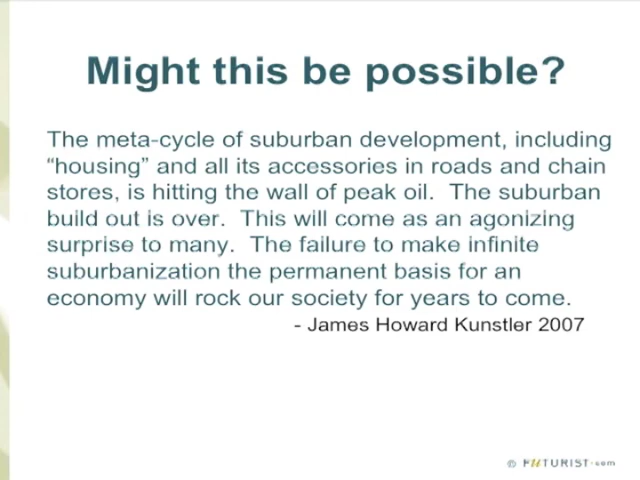 Might this be possible?
The meta-cycle of suburban development, including
“housing” and all its accessories in roads and chain
stores, is hitting the wall of peak oil.  The suburban
build out is over.  This will come as an agonizing
surprise to many.  The failure to make infinite
suburbanization the permanent basis for an
economy will rock our society for years to come.
- James Howard Kunstler 2007
© FUTURIST.com